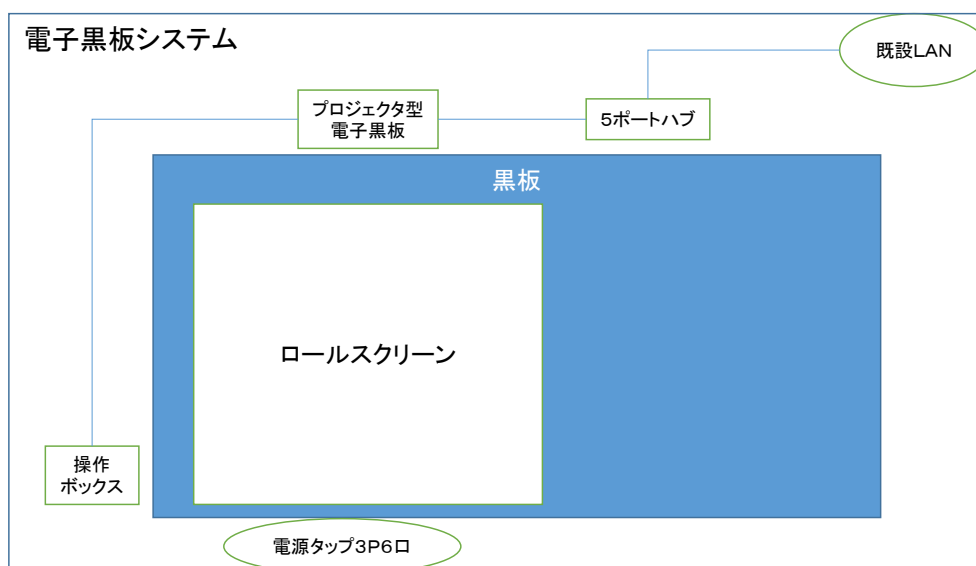 電子黒板システム
既設LAN
プロジェクタ型
電子黒板
5ポートハブ
黒板
ロールスクリーン
操作
ボックス
電源タップ3P6口